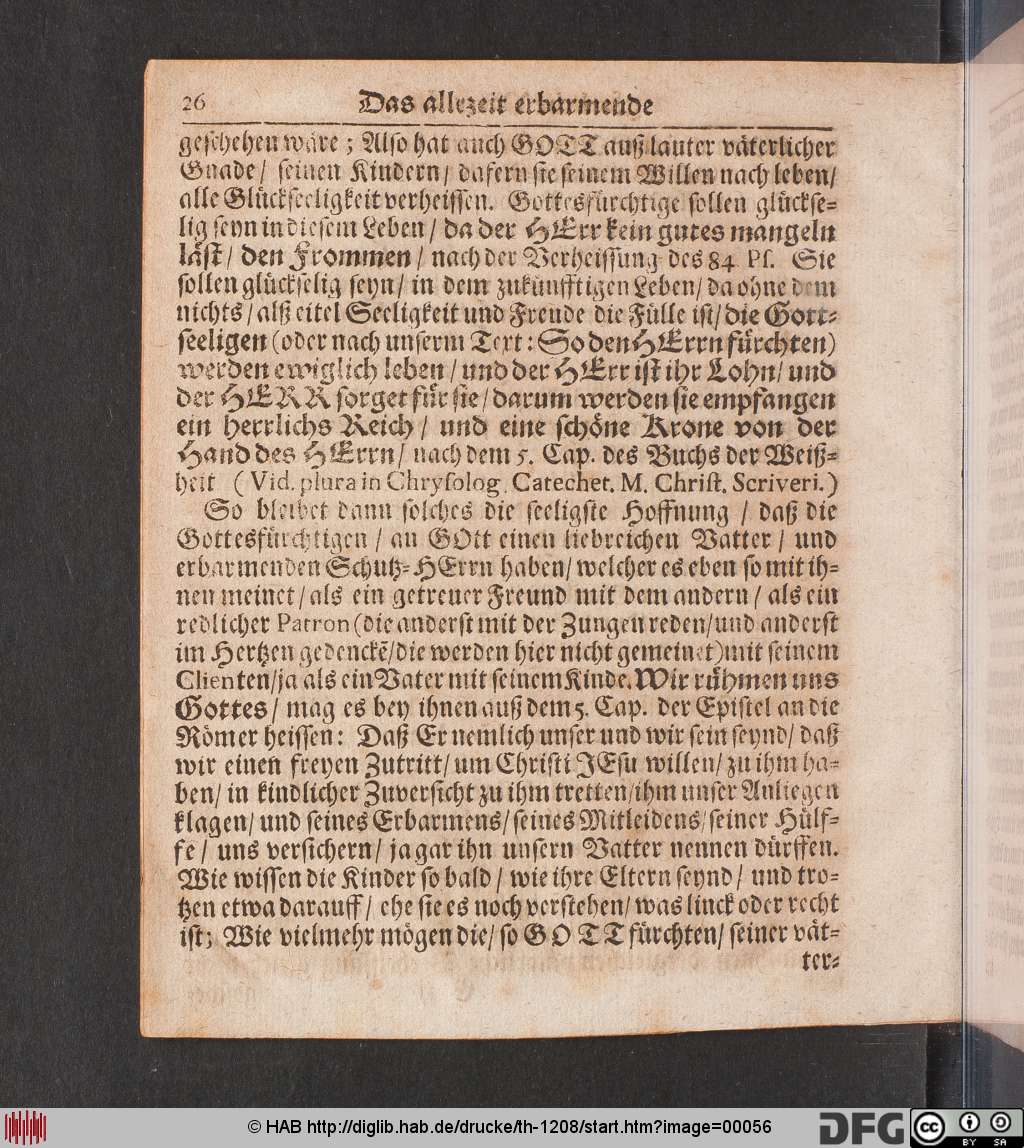 26 Das allezeit erbarmende
geschehen wäre ; Also hat auch GOTT auß lauter väterlicher
Gnade / seinen Kindern / dafern sie seinem Willen nach leben /
alle Glückseeligkeit verheissen. Gottesfürchtige sollen glückse-
lig seyn in diesem Leben / da der HErr kein gutes mangeln
läst / den Frommen / nach der Verheissung des 84 Ps. Sie
sollen glückselig seyn / in dem zukünfftigen Leben / da ohne dem
nichts / alß eitel Seeligkeit und Freude die Fülle ist / die Gott-
seeligen (oder nach unserm Text : So den HErrn fürchten)
werden ewiglich leben / und der HErr ist ihr Lohn / und
der HERR sorget für sie / darum werden sie empfangen
ein herrlichs Reich / und eine schöne Krone von der
Hand des HErrn / nach dem 5. Cap. des Buchs der Weiß-
heit ( Vid. plura in Chrysolog. Catechet. M. Christ. Scriveri.)
So bleibet dann solches die seeligste Hoffnung / daß die
Gottesfürchtigen / an GOtt einen liebreichen Vatter / und
erbarmenden Schutz-HErrn haben / welcher es eben so mit ih-
nen meinet / als ein getreuer Freund mit dem andern / als ein
redlicher Patron (die anderst mit der Zungen reden / und anderst
im Hertzen gedenckẽ / die werden hier nicht gemeinet) mit seinem
Clienten / ja als ein Vater mit seinem Kinde. Wir rühmen uns
Gottes / mag es bey ihnen auß dem 5. Cap. der Epistel an die
Römer heissen : Daß Er nemlich unser und wir sein seynd / daß
wir einen freyen Zutritt / um Christi JEsu willen / zu ihm ha-
ben / in kindlicher Zuversicht zu ihm tretten / ihm unser Anliegen
klagen / und seines Erbarmens / seines Mitleidens / seiner Hülf-
fe / uns versichern / ja gar ihn unsern Vatter nennen dürffen.
Wie wissen die Kinder so bald / wie ihre Eltern seynd / und tro-
tzen etwa darauff / ehe sie es noch verstehen / was linck oder recht
ist ; Wie vielmehr mögen die / so GOTT fürchten / seiner vät-
ter-
© HAB http://diglib.hab.de/drucke/th-1208/start.htm?image=00056
DFG
cc BY SA